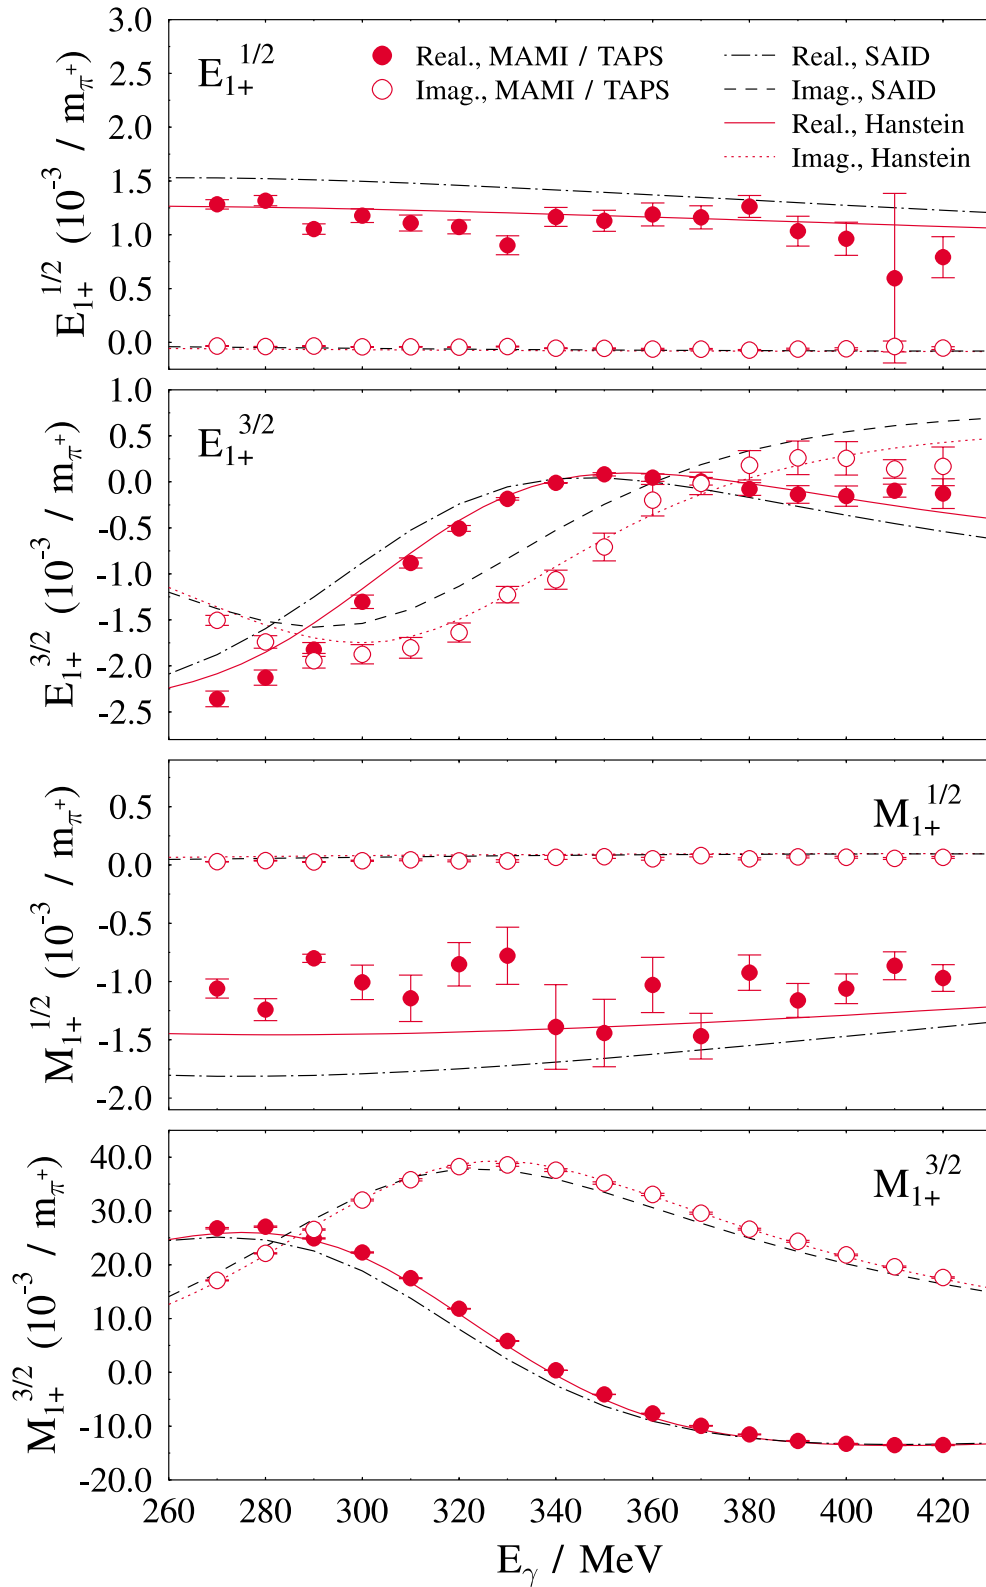 E1+^1/2
Real., MAMI / TAPS
Imag., MAMI / TAPS
Real., SAID
Imag., SAID
Real., Hanstein
Imag., Hanstein
E1+^1/2 (10^-3 / mπ+)
3.0
2.5
2.0
1.5
1.0
0.5
0.0
E1+^3/2
E1+^3/2 (10^-3 / mπ+)
1.0
0.5
0.0
-0.5
-1.0
-1.5
-2.0
-2.5
M1+^1/2
M1+^1/2 (10^-3 / mπ+)
0.5
0.0
-0.5
-1.0
-1.5
-2.0
M1+^3/2
M1+^3/2 (10^-3 / mπ+)
40.0
30.0
20.0
10.0
0.0
-10.0
-20.0
260 280 300 320 340 360 380 400 420
Eγ / MeV